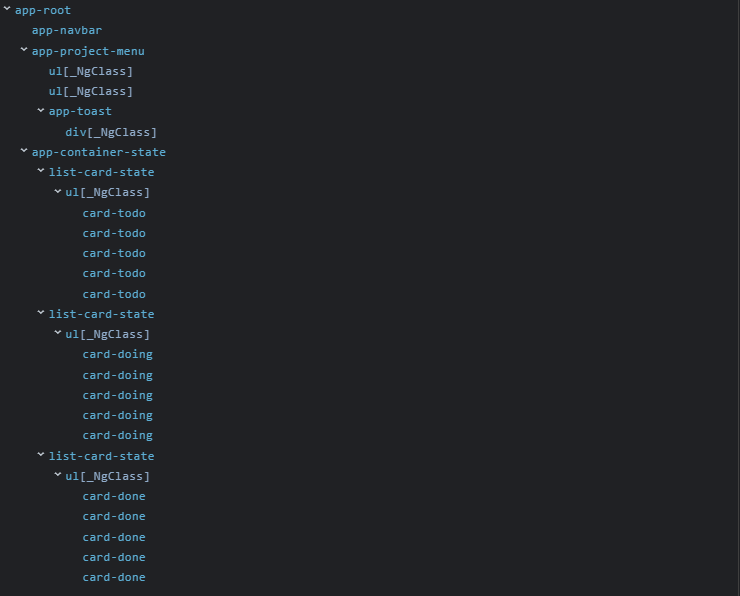 app-root
app-navbar
app-project-menu
ul[_NgClass]
ul[_NgClass]
app-toast
div[_NgClass]
app-container-state
list-card-state
ul[_NgClass]
card-todo
card-todo
card-todo
card-todo
card-todo
list-card-state
ul[_NgClass]
card-doing
card-doing
card-doing
card-doing
card-doing
list-card-state
ul[_NgClass]
card-done
card-done
card-done
card-done
card-done